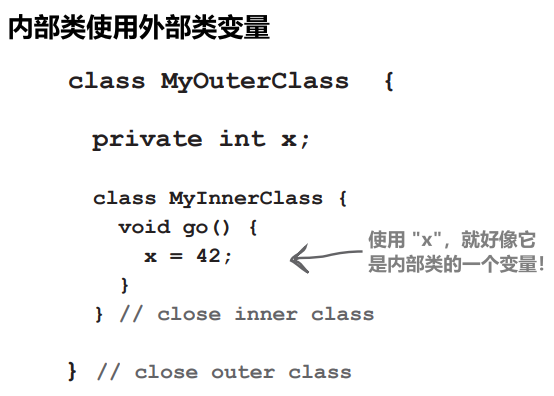 内部类使用外部类变量
class MyOuterClass {
private int x;
class MyInnerClass {
void go() {
x = 42;
使用 "x"，就好像它
是内部类的一个变量！
}
} // close inner class
} // close outer class